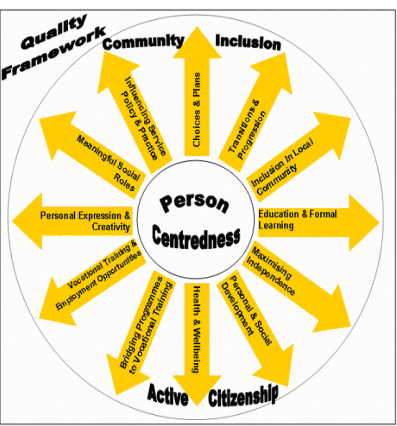 Quality
Framework
Community Inclusion
Choices & Plans
Transitions &
Progression
Inclusion In Local
Community
Education & Formal
Learning
Maximising
Independence
Personal & Social
Development
Health & Wellbeing
Bridging Programmes
to Vocational Training
Vocational Training &
Employment Opportunities
Personal Expression &
Creativity
Meaningful Social
Roles
Influencing Service
Policy & Practice
Person
Centredness
Active Citizenship